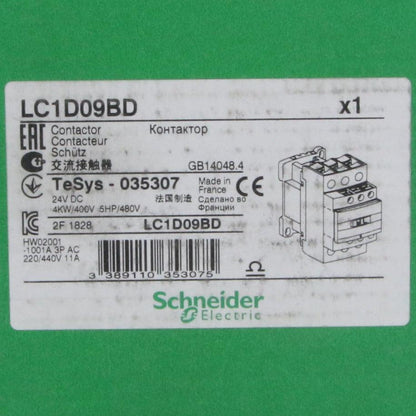 LC1D09BD x1
EAC Contactor Контактор
Contacteur
Schütz
交流接触器 GB14048.4
TeSys - 035307 Made in France CE
24V DC 法国制造 Сделано во Франции
4KW/400V 5HP/480V
2F 1828 LC1D09BD
HW02001
-1001A 3P AC
220/440V 11A
3 389110 353075
Schneider
Electric